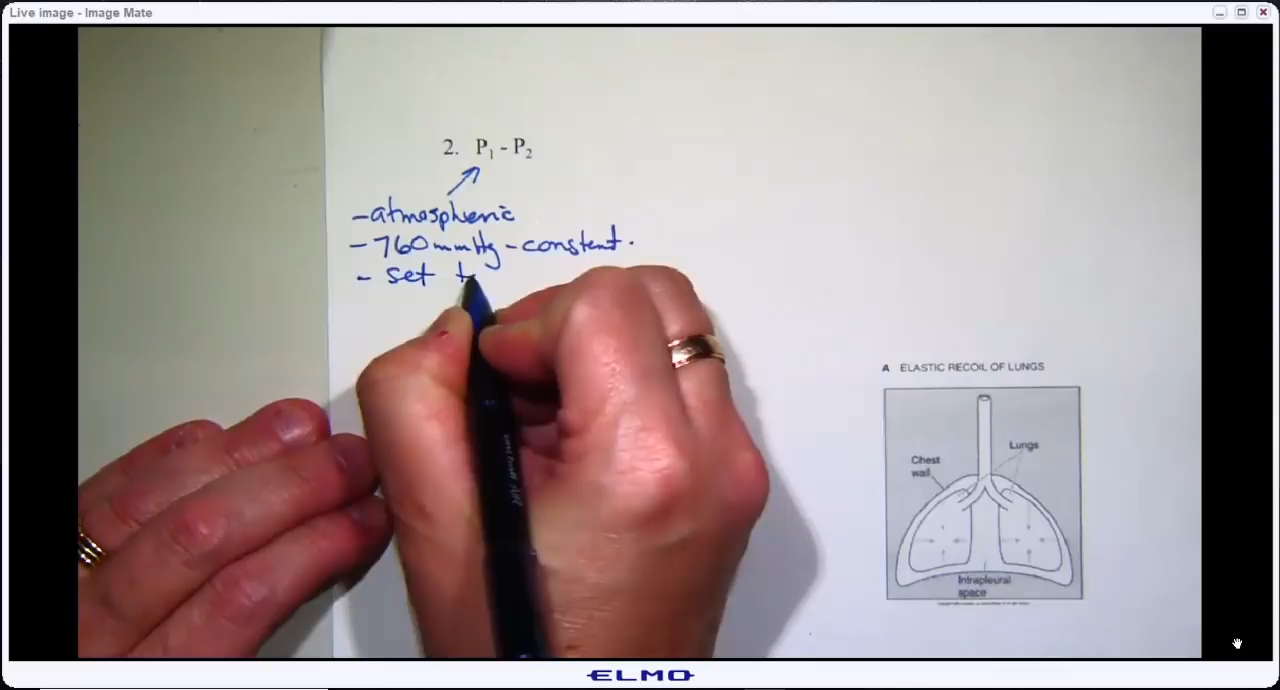 Live image - Image Mate
2. P₁ - P₂
- atmospheric
- 760mmHg - constent.
- set t
A ELASTIC RECOIL OF LUNGS
Lungs
Chest
wall
Intrapleural
space
ELMO